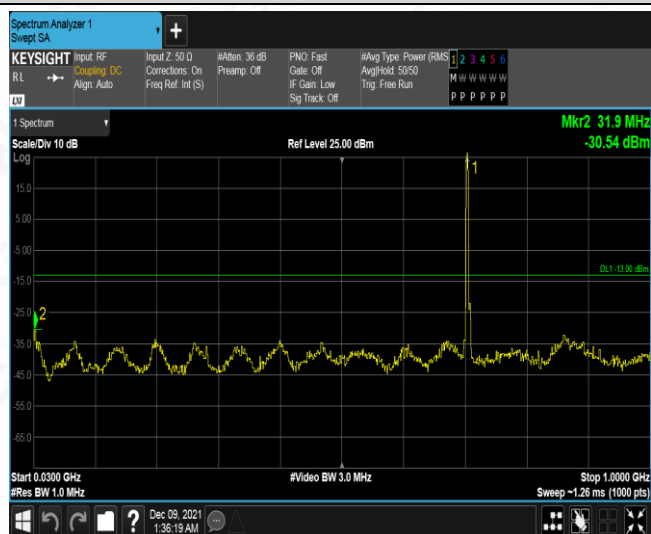 Spectrum Analyzer 1
Swept SA
KEYSIGHT
RL
LXI
Input: RF
Coupling: DC
Align: Auto
Input Z: 50 Ω
Corrections: On
Freq Ref: Int (S)
#Atten: 36 dB
Preamp: Off
PNO: Fast
Gate: Off
IF Gain: Low
Sig Track: Off
#Avg Type: Power (RMS
Avg|Hold: 50/50
Trig: Free Run
1 2 3 4 5 6
M W W W W W
P P P P P P
1 Spectrum
Mkr2 31.9 MHz
Scale/Div 10 dB
Ref Level 25.00 dBm
-30.54 dBm
Log
1
15.0
5.00
-5.00
DL1 -13.00 dBm
-15.0
-25.0
2
-35.0
-45.0
-55.0
-65.0
Start 0.0300 GHz
#Video BW 3.0 MHz
Stop 1.0000 GHz
#Res BW 1.0 MHz
Sweep ~1.26 ms (1000 pts)
?
Dec 09, 2021
1:36:19 AM